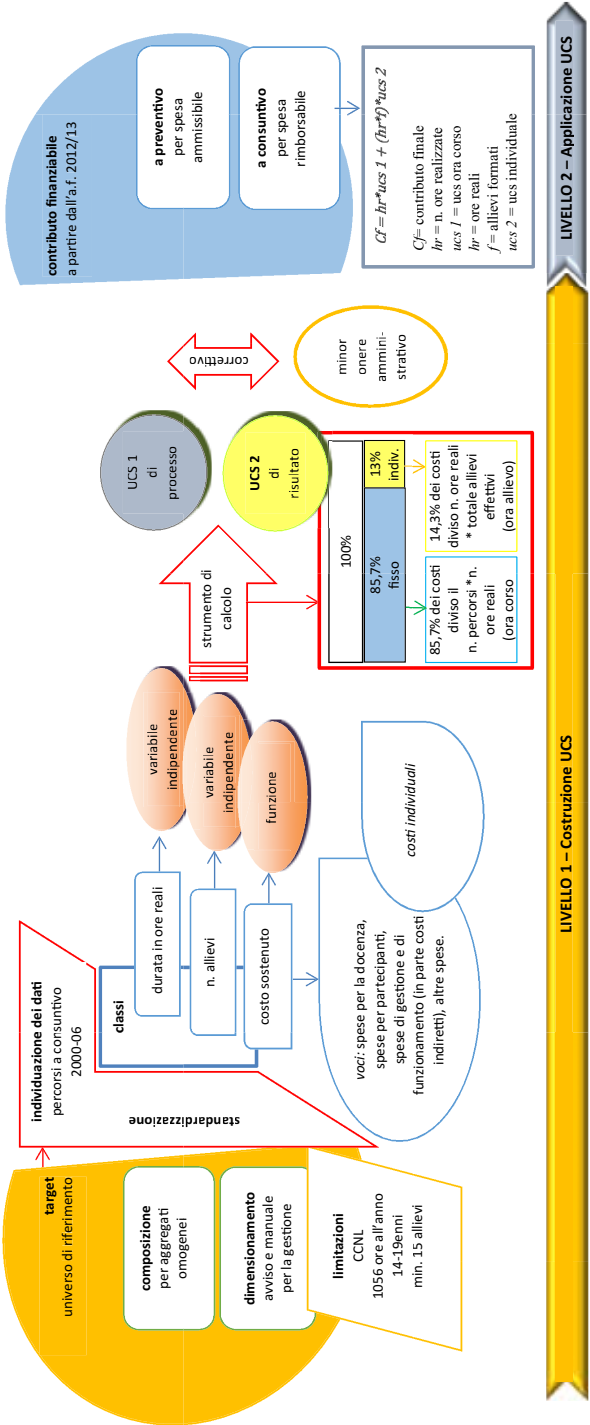 target
universo di riferimento
composizione
per aggregati
omogenei
dimensionamento
avviso e manuale
per la gestione
limitazioni
CCNL
1056 ore all'anno
14-19enni
min. 15 allievi
individuazione dei dati
percorsi a consuntivo
2000-06
standardizzazione
classi
durata in ore reali
n. allievi
costo sostenuto
voci: spese per la docenza,
spese per partecipanti,
spese di gestione e di
funzionamento (in parte costi
indiretti), altre spese.
costi individuali
variabile
indipendente
variabile
indipendente
funzione
strumento di
calcolo
UCS 1
di
processo
UCS 2
di
risultato
100%
85,7%
fisso
13%
indiv.
85,7% dei costi
diviso il
n. percorsi *n.
ore reali
(ora corso
14,3% dei costi
diviso n. ore reali
* totale allievi
effettivi
(ora allievo)
correttivo
minor
onere
ammini-
strativo
contributo finanziabile
a partire dall'a.f. 2012/13
a preventivo
per spesa
ammissibile
a consuntivo
per spesa
rimborsabile
Cf = hr*ucs 1 + (hr*f)*ucs 2
Cf= contributo finale
hr = n. ore realizzate
ucs 1 = ucs ora corso
hr = ore reali
f = allievi formati
ucs 2 = ucs individuale
LIVELLO 1 – Costruzione UCS
LIVELLO 2 – Applicazione UCS